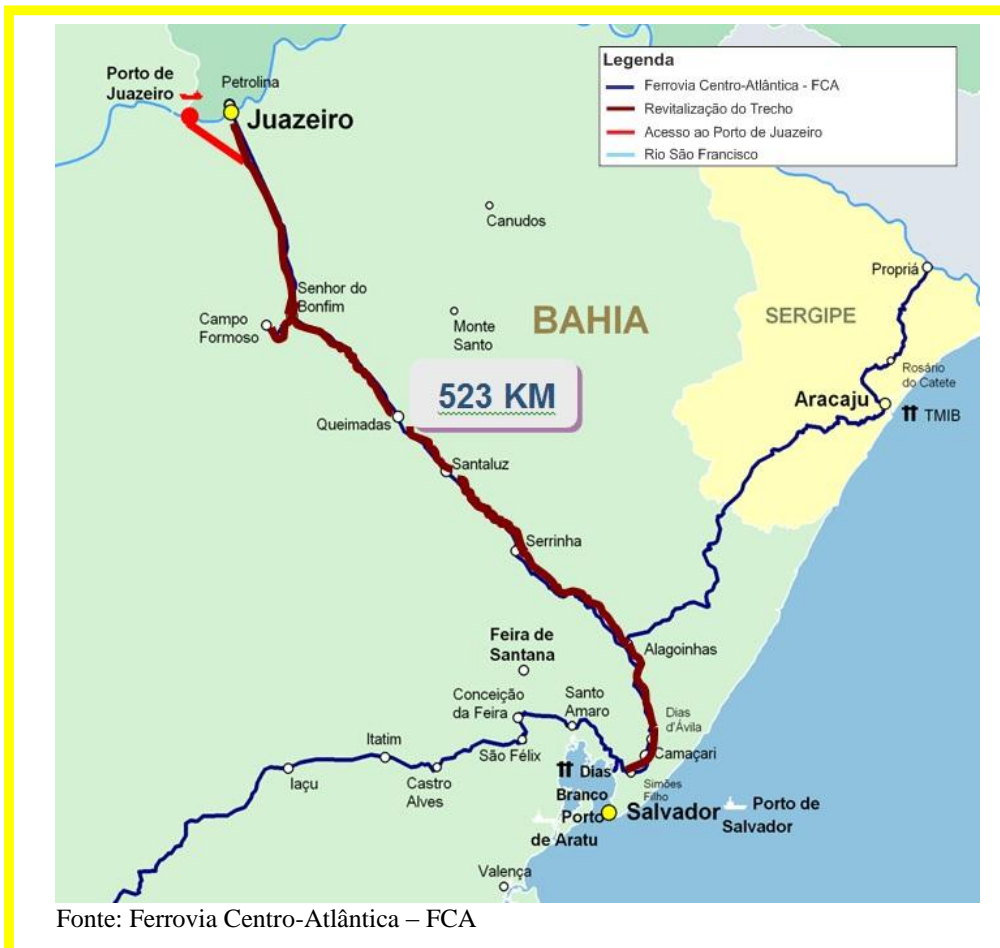 Porto de
Juazeiro
Petrolina
Juazeiro
Legenda
Ferrovia Centro-Atlântica - FCA
Revitalização do Trecho
Acesso ao Porto de Juazeiro
Rio São Francisco
Canudos
Propriá
Senhor do
Bonfim
Campo
Formoso
Monte
Santo
BAHIA
SERGIPE
Rosário
do Catete
523 KM
Aracaju
TMIB
Queimadas
Santaluz
Serrinha
Alagoinhas
Feira de
Santana
Conceição
da Feira
Santo
Amaro
Dias
d'Ávila
Itatim
São Félix
Camaçari
Iaçu
Castro
Alves
Dias
Branco
Simões
Filho
Salvador
Porto
de Aratu
Porto de
Salvador
Valença
Fonte: Ferrovia Centro-Atlântica – FCA